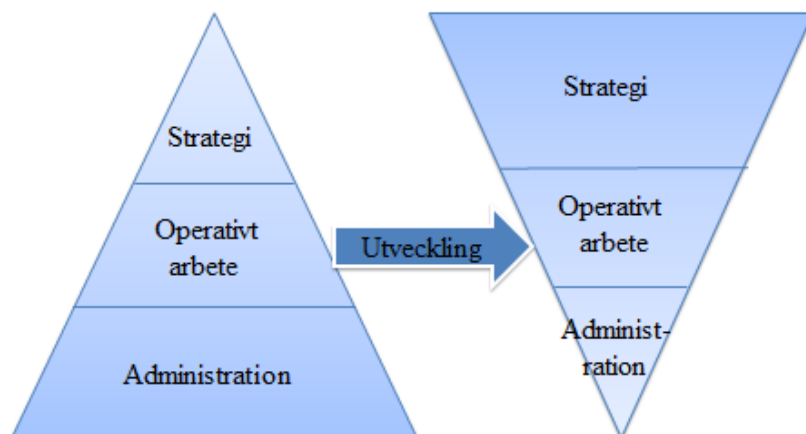 Strategi
Operativt
arbete
Administration
Utveckling
Strategi
Operativt
arbete
Administ-
ration